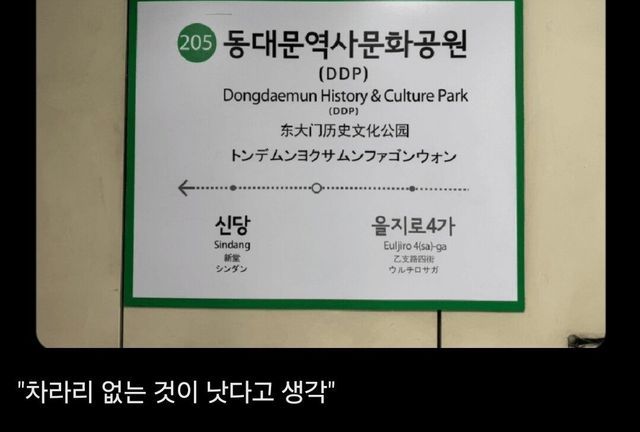 205 동대문역사문화공원
(DDP)
Dongdaemun History & Culture Park
(DDP)
东大门历史文化公园
トンデムンヨクサムンファゴンウォン
신당 을지로4가
Sindang Euljiro 4(sa)-ga
新堂 乙支路四街
シンダン ウルチロサガ
"차라리 없는 것이 낫다고 생각"